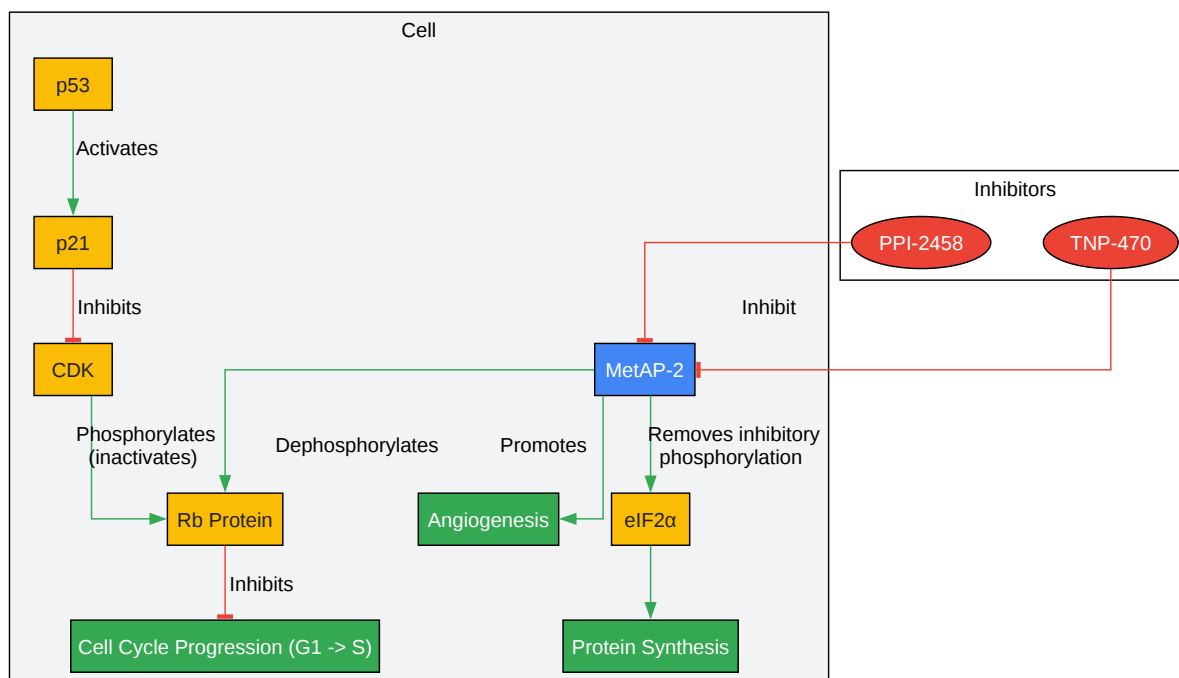 Cell
p53
Activates
Inhibitors
p21
PPI-2458
TNP-470
Inhibits
Inhibit
CDK
MetAP-2
Phosphorylates
(inactivates)
Dephosphorylates
Promotes
Removes inhibitory
phosphorylation
Rb Protein
Angiogenesis
eIF2α
Inhibits
Cell Cycle Progression (G1 -> S)
Protein Synthesis